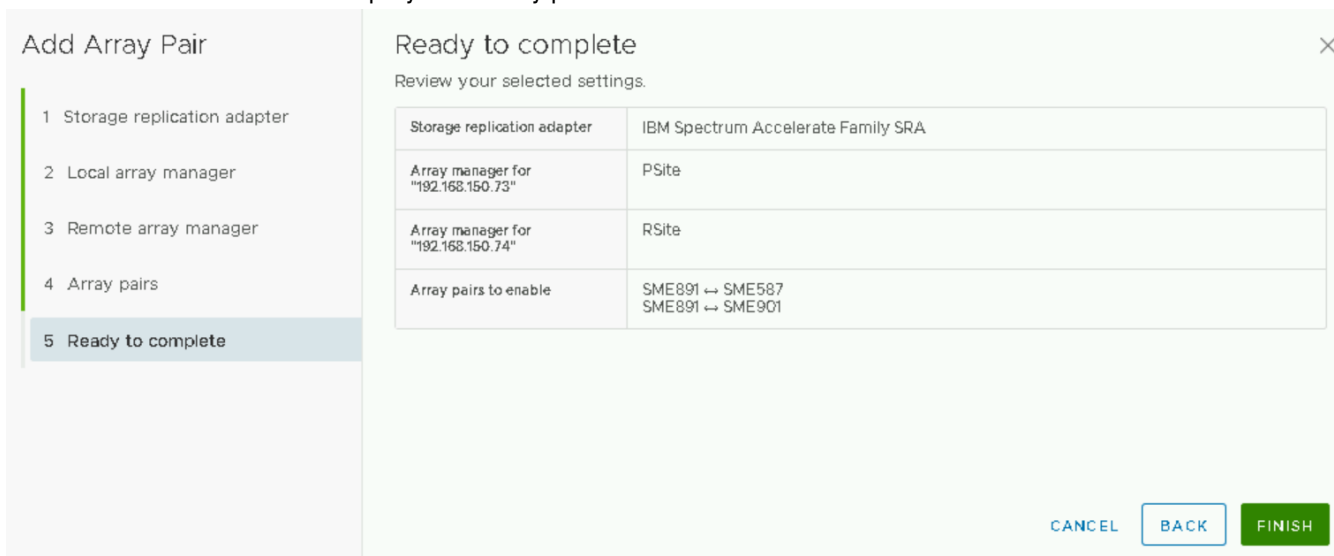 Add Array Pair
1 Storage replication adapter
2 Local array manager
3 Remote array manager
4 Array pairs
5 Ready to complete
Ready to complete
Review your selected settings.
Storage replication adapter
IBM Spectrum Accelerate Family SRA
Array manager for
"192.168.150.73"
PSite
Array manager for
"192.168.150.74"
RSite
Array pairs to enable
SME891 ↔ SME587
SME891 ↔ SME901
CANCEL
BACK
FINISH